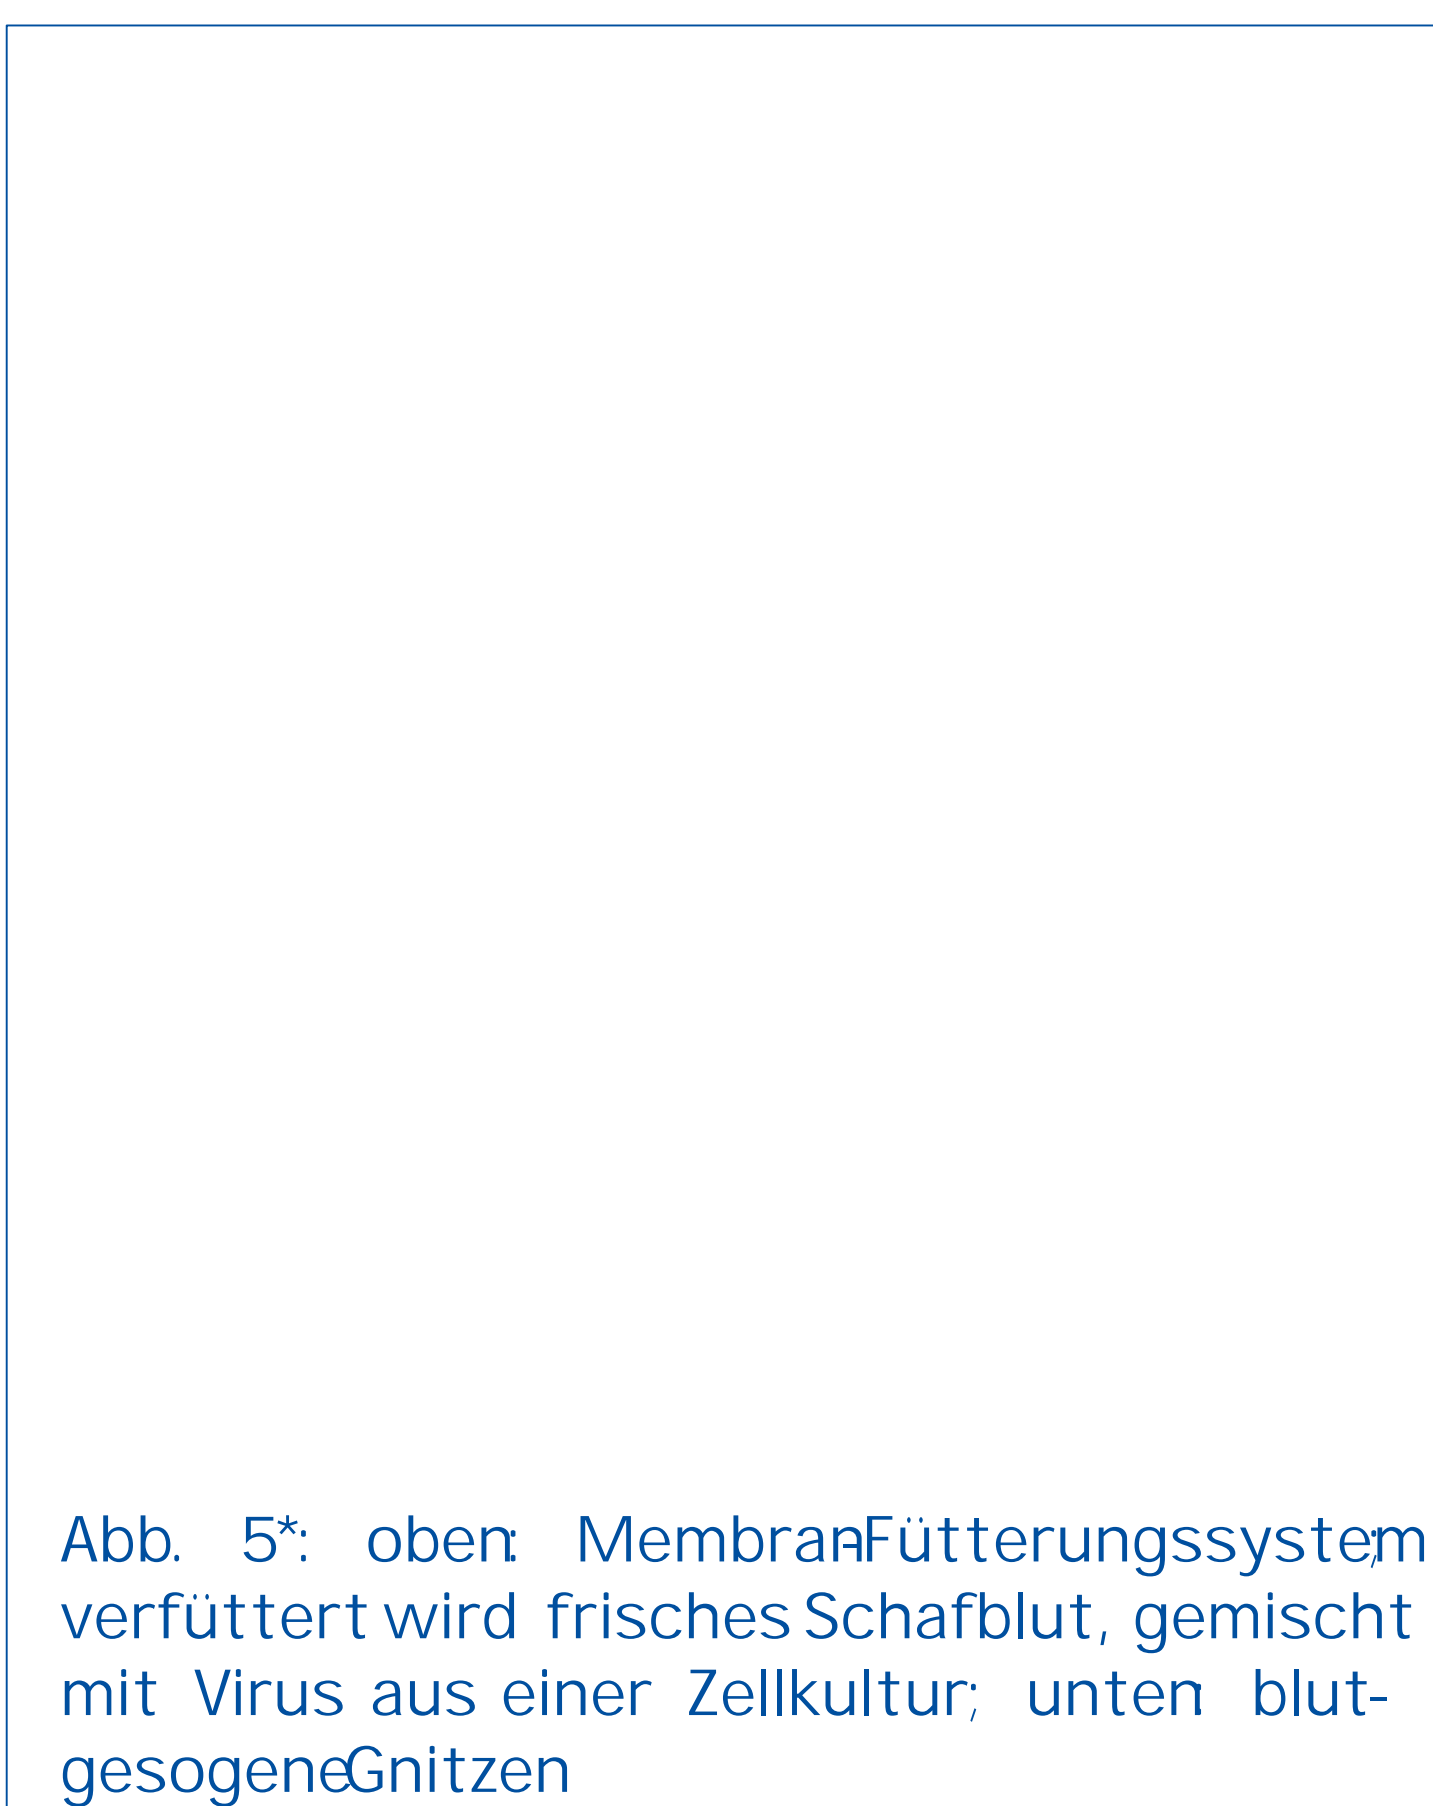 Abb. 5*: oben: Membran-Fütterungssystem;
verfüttert wird frisches Schafblut, gemischt
mit Virus aus einer Zellkultur; unten: blut-
gesogene Gnitzen